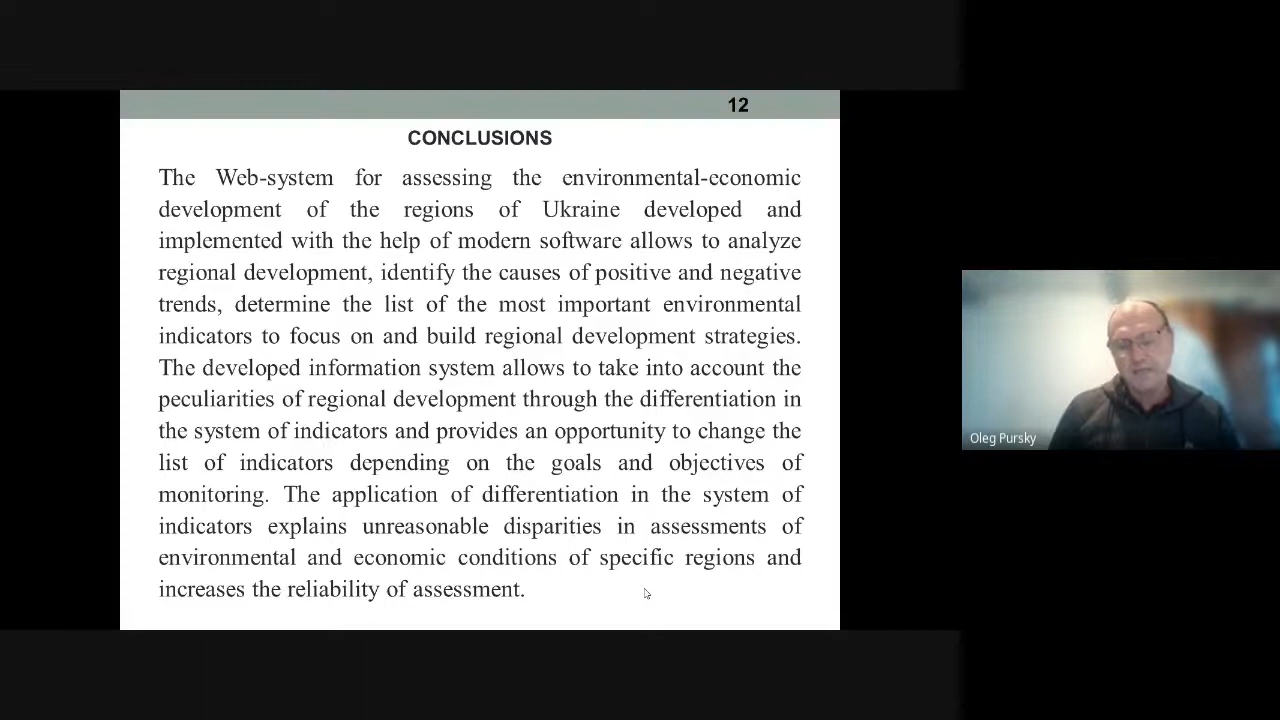 12
CONCLUSIONS
The Web-system for assessing the environmental-economic
development of the regions of Ukraine developed and
implemented with the help of modern software allows to analyze
regional development, identify the causes of positive and negative
trends, determine the list of the most important environmental
indicators to focus on and build regional development strategies.
The developed information system allows to take into account the
peculiarities of regional development through the differentiation in
the system of indicators and provides an opportunity to change the
list of indicators depending on the goals and objectives of
monitoring. The application of differentiation in the system of
indicators explains unreasonable disparities in assessments of
environmental and economic conditions of specific regions and
increases the reliability of assessment.
Oleg Pursky